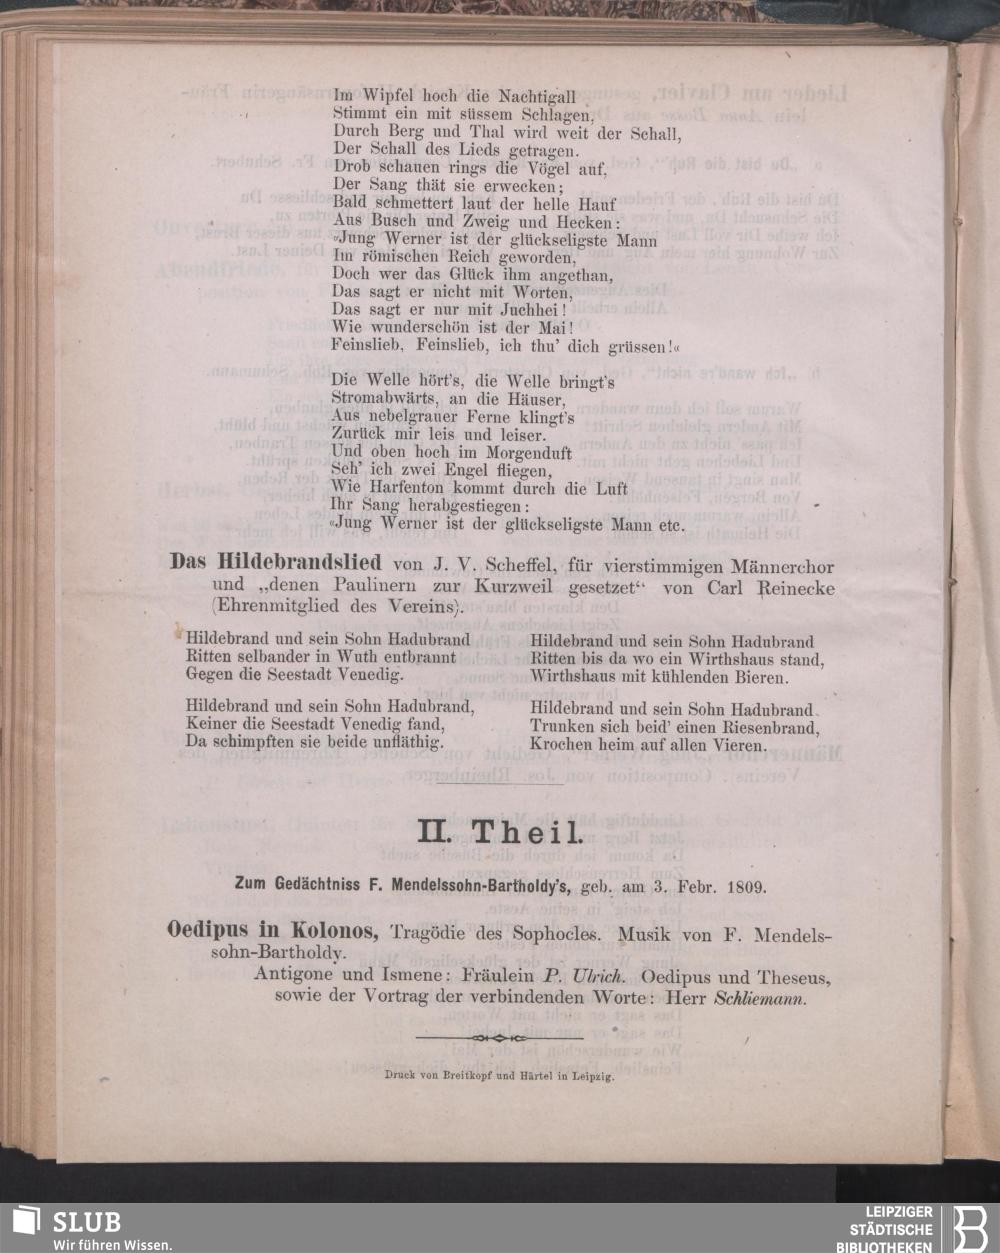 Im Wipfel hoch die Nachtigall
Stimmt ein mit süssem Schlagen,
Durch Berg und Thal wird weit der Schall,
Der Schall des Lieds getragen.
Drob schauen rings die Vögel auf,
Der Sang thät sie erwecken;
Bald schmettert laut der helle Hauf
Aus Busch und Zweig und Hecken:
»Jung Werner ist der glückseligste Mann
Im römischen Reich geworden,
Doch wer das Glück ihm angethan,
Das sagt er nicht mit Worten,
Das sagt er nur mit Juchhei!
Wie wunderschön ist der Mai!
Feinslieb, Feinslieb, ich thu' dich grüssen!«
Die Welle hört's, die Welle bringt's
Stromabwärts, an die Häuser,
Aus nebelgrauer Ferne klingt's
Zurück mir leis und leiser.
Und oben hoch im Morgenduft
Seh' ich zwei Engel fliegen,
Wie Harfenton kommt durch die Luft
Ihr Sang herabgestiegen:
»Jung Werner ist der glückseligste Mann etc.
Das Hildebrandslied von J. V. Scheffel, für vierstimmigen Männerchor
und „denen Paulinern zur Kurzweil gesetzet“ von Carl Reinecke
(Ehrenmitglied des Vereins).
Hildebrand und sein Sohn Hadubrand
Ritten selbander in Wuth entbrannt
Gegen die Seestadt Venedig.
Hildebrand und sein Sohn Hadubrand,
Keiner die Seestadt Venedig fand,
Da schimpften sie beide unfläthig.
Hildebrand und sein Sohn Hadubrand
Ritten bis da wo ein Wirthshaus stand,
Wirthshaus mit kühlenden Bieren.
Hildebrand und sein Sohn Hadubrand
Trunken sich beid' einen Riesenbrand,
Krochen heim auf allen Vieren.
II. Theil.
Zum Gedächtniss F. Mendelssohn-Bartholdy's, geb. am 3. Febr. 1809.
Oedipus in Kolonos, Tragödie des Sophocles. Musik von F. Mendels-
sohn-Bartholdy.
Antigone und Ismene: Fräulein P. Ulrich. Oedipus und Theseus,
sowie der Vortrag der verbindenden Worte: Herr Schliemann.
Druck von Breitkopf und Härtel in Leipzig.
SLUB
Wir führen Wissen.
LEIPZIGER
STÄDTISCHE
BIBLIOTHEKEN